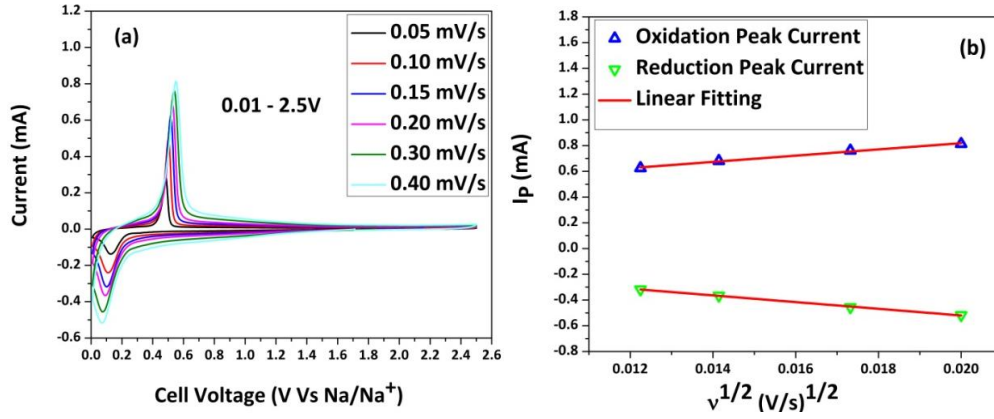 (a)
0.05 mV/s
0.10 mV/s
0.15 mV/s
0.20 mV/s
0.30 mV/s
0.40 mV/s
0.01 - 2.5V
Current (mA)
1.2
1.0
0.8
0.6
0.4
0.2
0.0
-0.2
-0.4
-0.6
0.0 0.2 0.4 0.6 0.8 1.0 1.2 1.4 1.6 1.8 2.0 2.2 2.4 2.6
Cell Voltage (V Vs Na/Na⁺)
(b)
Oxidation Peak Current
Reduction Peak Current
Linear Fitting
Ip (mA)
1.8
1.6
1.4
1.2
1.0
0.8
0.6
0.4
0.2
0.0
-0.2
-0.4
-0.6
-0.8
0.012 0.014 0.016 0.018 0.020
ν1/2 (V/s)1/2